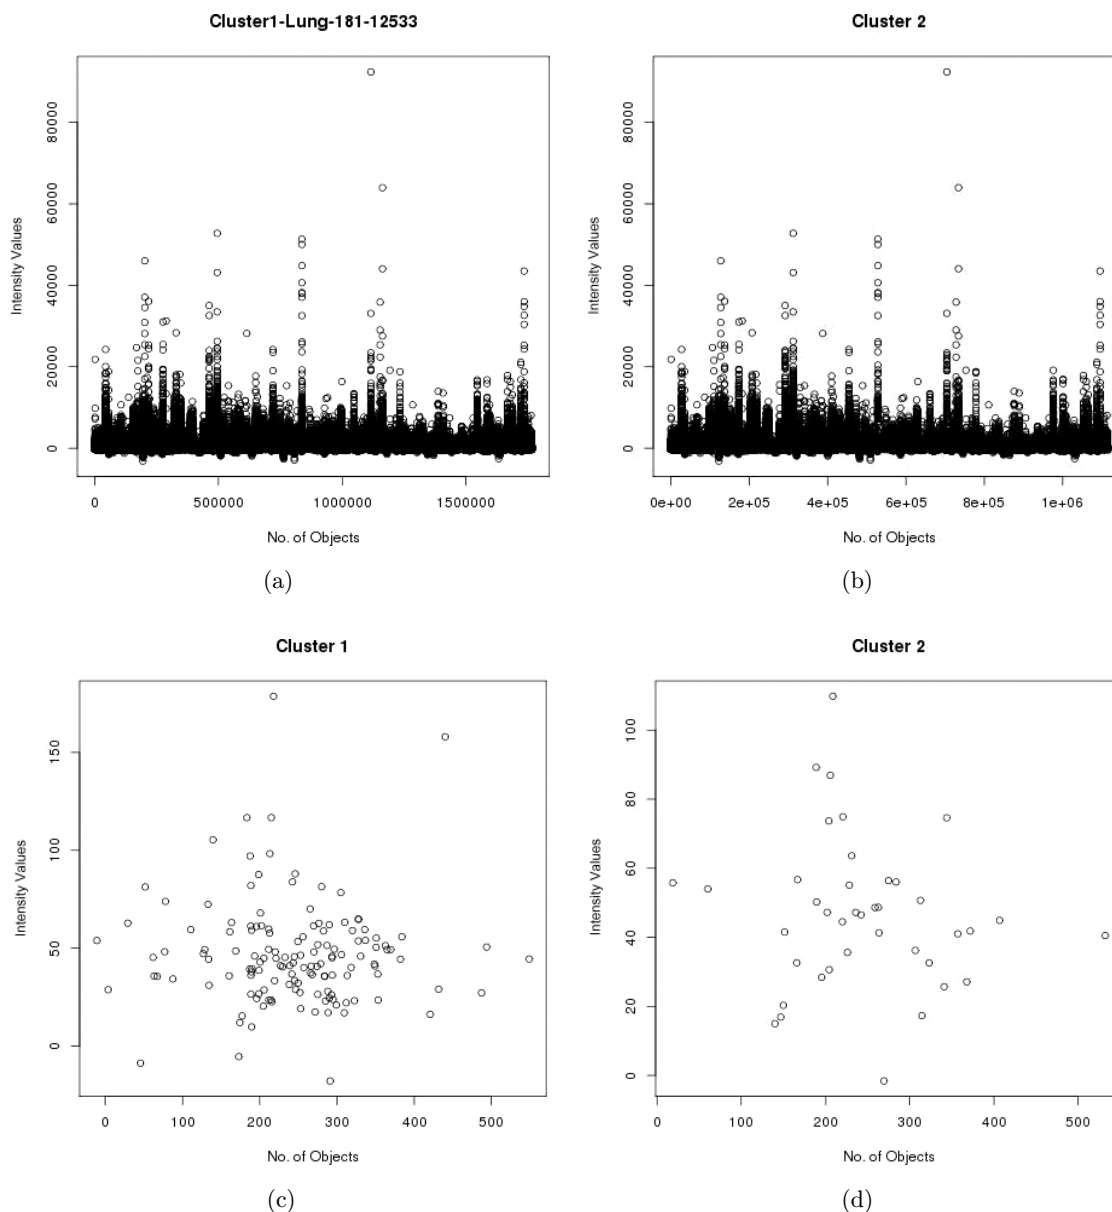 Cluster1-Lung-181-12533
Intensity Values
80000
60000
40000
20000
0
0
500000
1000000
1500000
No. of Objects
(a)
Cluster 2
Intensity Values
80000
60000
40000
20000
0
0e+00
2e+05
4e+05
6e+05
8e+05
1e+06
No. of Objects
(b)
Cluster 1
Intensity Values
150
100
50
0
0
100
200
300
400
500
No. of Objects
(c)
Cluster 2
Intensity Values
100
80
60
40
20
0
0
100
200
300
400
500
No. of Objects
(d)